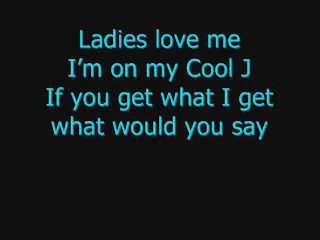 Ladies love me
I’m on my Cool J
If you get what I get
what would you say